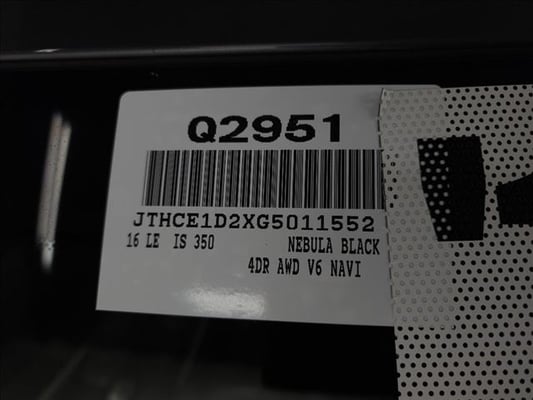 Q2951
JTHCE1D2XG5011552
16 LE IS 350 NEBULA BLACK
4DR AWD V6 NAVI